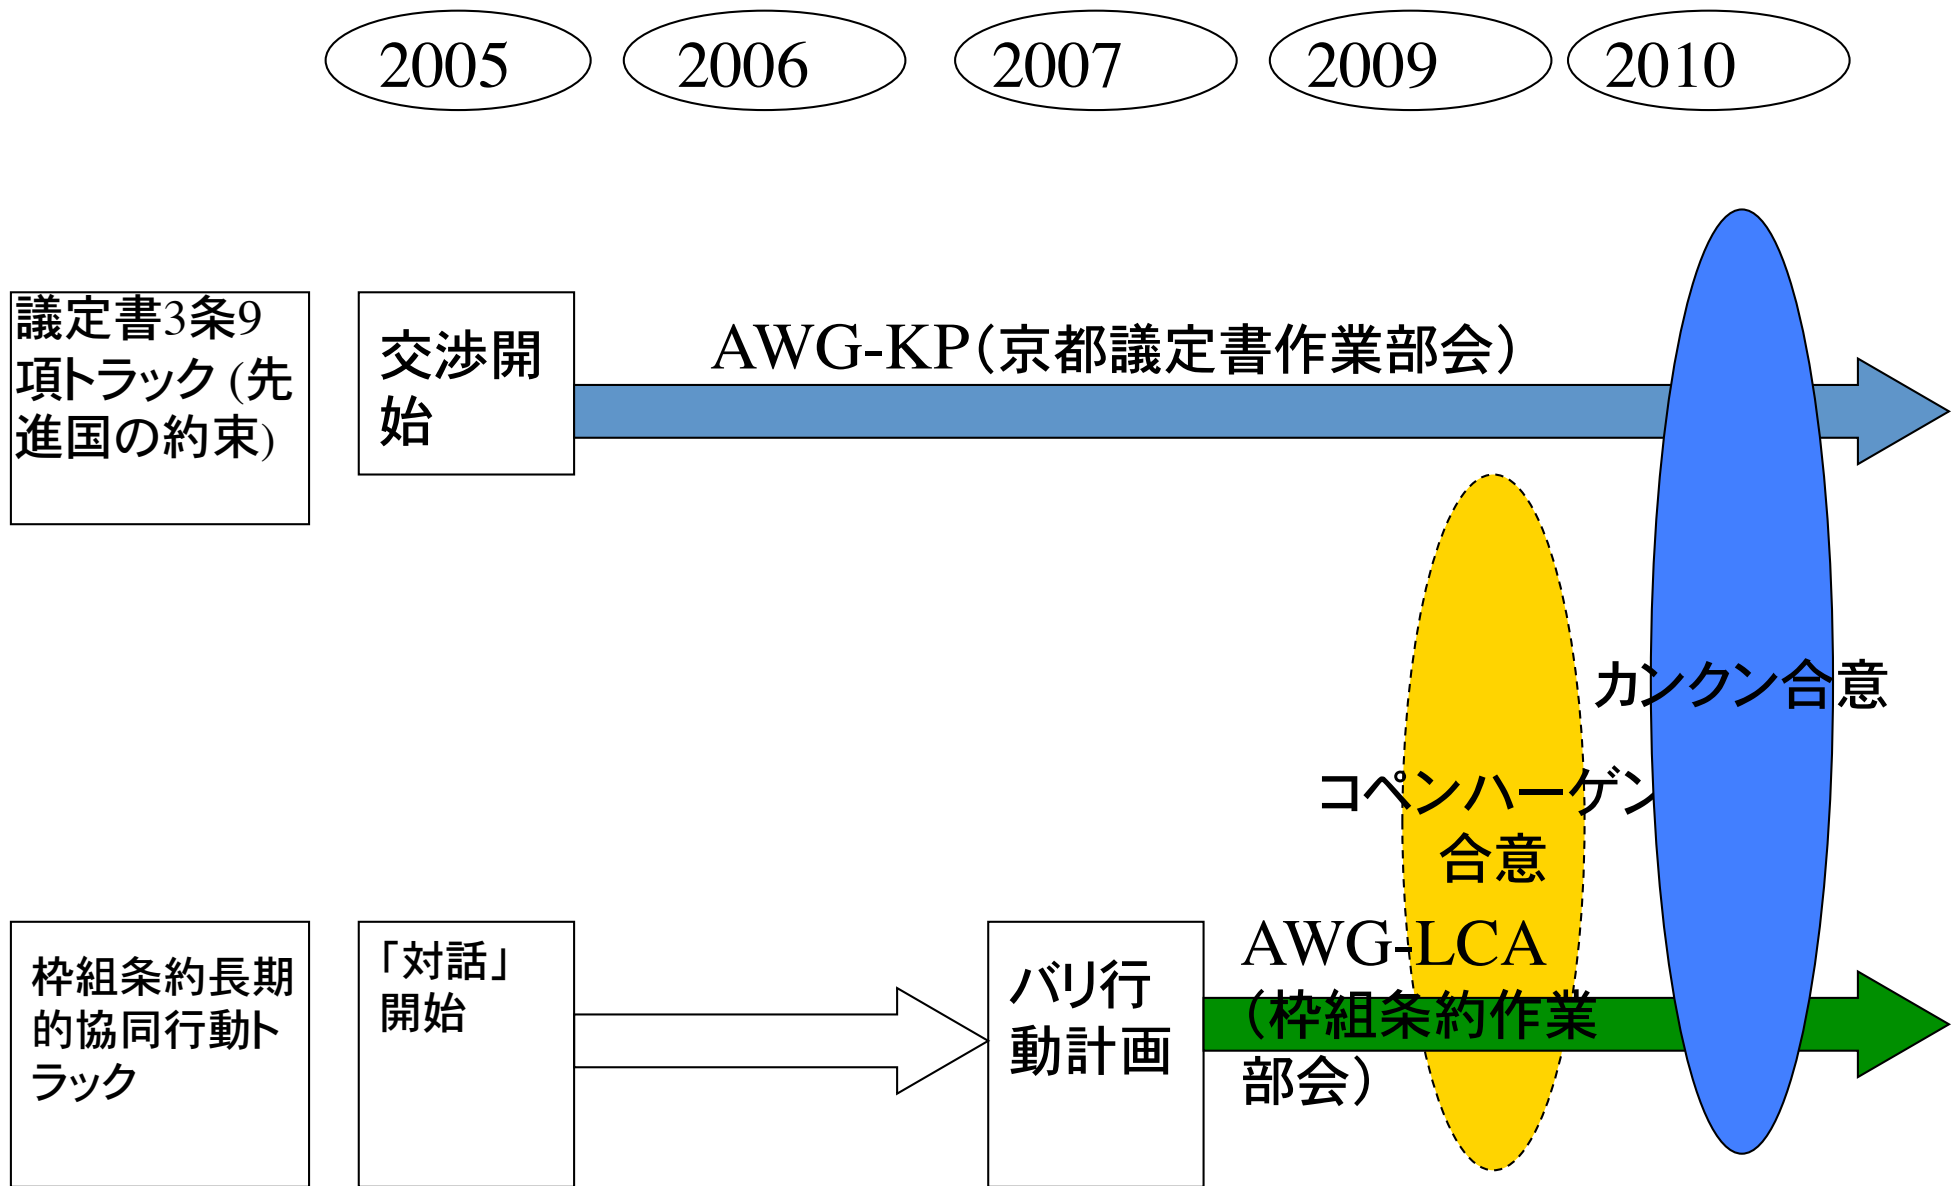 2005
2006
2007
2009
2010
議定書3条9
項トラック (先
進国の約束)
交渉開
始
AWG-KP(京都議定書作業部会)
カンクン合意
コペンハーゲン
合意
枠組条約長期
的協同行動ト
ラック
「対話」
開始
バリ行
動計画
AWG-LCA
(枠組条約作業
部会)